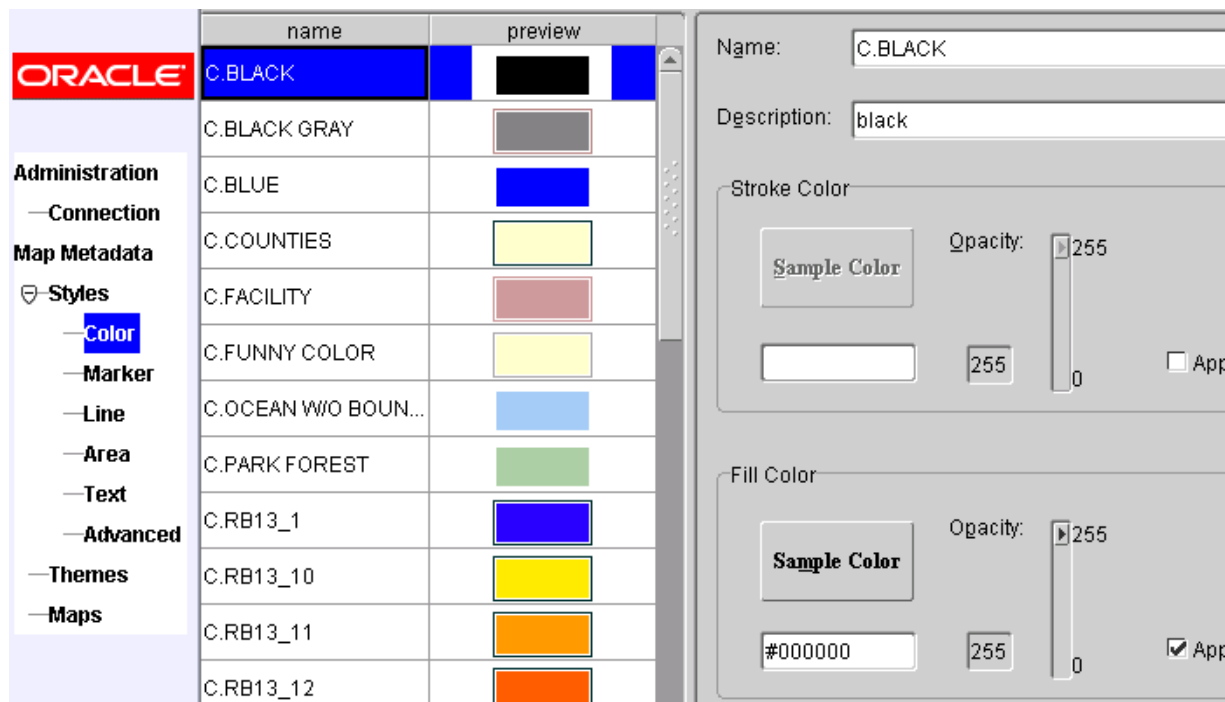 ORACLE
Administration
Connection
Map Metadata
Styles
Color
Marker
Line
Area
Text
Advanced
Themes
Maps
name preview
C.BLACK
C.BLACK GRAY
C.BLUE
C.COUNTIES
C.FACILITY
C.FUNNY COLOR
C.OCEAN W/O BOUN...
C.PARK FOREST
C.RB13_1
C.RB13_10
C.RB13_11
C.RB13_12
Name: C.BLACK
Description: black
Stroke Color
Sample Color
Opacity: 255
255
0
App
Fill Color
Sample Color
Opacity: 255
#000000
255
0
App